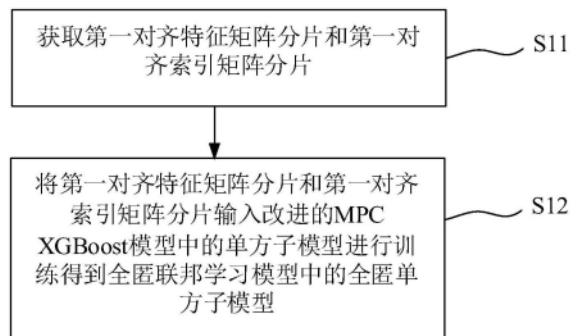 获取第一对齐特征矩阵分片和第一对
齐索引矩阵分片
S11
将第一对齐特征矩阵分片和第一对齐
索引矩阵分片输入改进的MPC
XGBoost模型中的单方子模型进行训
练得到全匿联邦学习模型中的全匿单
方子模型
S12